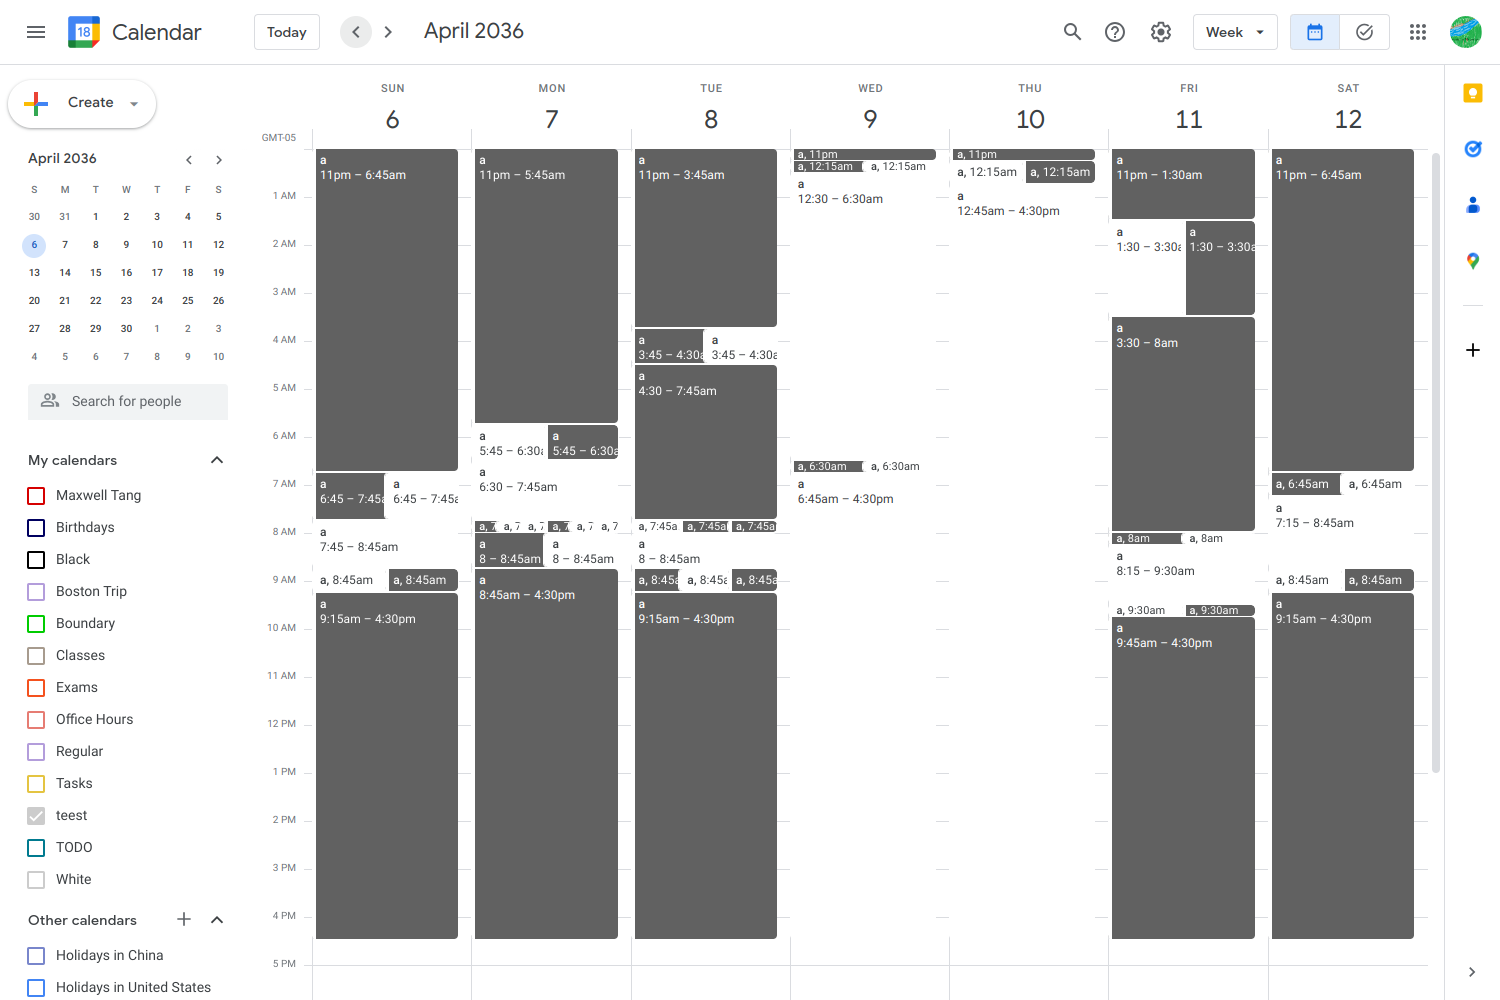 18 Calendar
Today
April 2036
Week
Create
April 2036
S M T W T F S
30 31 1 2 3 4 5
6 7 8 9 10 11 12
13 14 15 16 17 18 19
20 21 22 23 24 25 26
27 28 29 30 1 2 3
4 5 6 7 8 9 10
Search for people
My calendars
Maxwell Tang
Birthdays
Black
Boston Trip
Boundary
Classes
Exams
Office Hours
Regular
Tasks
teest
TODO
White
Other calendars
Holidays in China
Holidays in United States
GMT-05
1 AM
2 AM
3 AM
4 AM
5 AM
6 AM
7 AM
8 AM
9 AM
10 AM
11 AM
12 PM
1 PM
2 PM
3 PM
4 PM
5 PM
SUN
6
a
11pm – 6:45am
a
6:45 – 7:45a
a
6:45 – 7:45a
a
7:45 – 8:45am
a, 8:45am
a, 8:45am
a
9:15am – 4:30pm
MON
7
a
11pm – 5:45am
a
5:45 – 6:30a
a
5:45 – 6:30a
a
6:30 – 7:45am
a, 7
a, 7
a, 7
a, 7
a, 7
a, 7
a
8 – 8:45am
a
8 – 8:45am
a
8:45am – 4:30pm
TUE
8
a
11pm – 3:45am
a
3:45 – 4:30a
a
3:45 – 4:30a
a
4:30 – 7:45am
a, 7:45a
a, 7:45a
a, 7:45a
a
8 – 8:45am
a, 8:45a
a, 8:45a
a, 8:45a
a
9:15am – 4:30pm
WED
9
a, 11pm
a, 12:15am
a, 12:15am
a
12:30 – 6:30am
a, 6:30am
a, 6:30am
a
6:45am – 4:30pm
THU
10
a, 11pm
a, 12:15am
a, 12:15am
a
12:45am – 4:30pm
FRI
11
a
11pm – 1:30am
a
1:30 – 3:30a
a
1:30 – 3:30a
a
3:30 – 8am
a, 8am
a, 8am
a
8:15 – 9:30am
a, 9:30am
a, 9:30am
a
9:45am – 4:30pm
SAT
12
a
11pm – 6:45am
a, 6:45am
a, 6:45am
a
7:15 – 8:45am
a, 8:45am
a, 8:45am
a
9:15am – 4:30pm